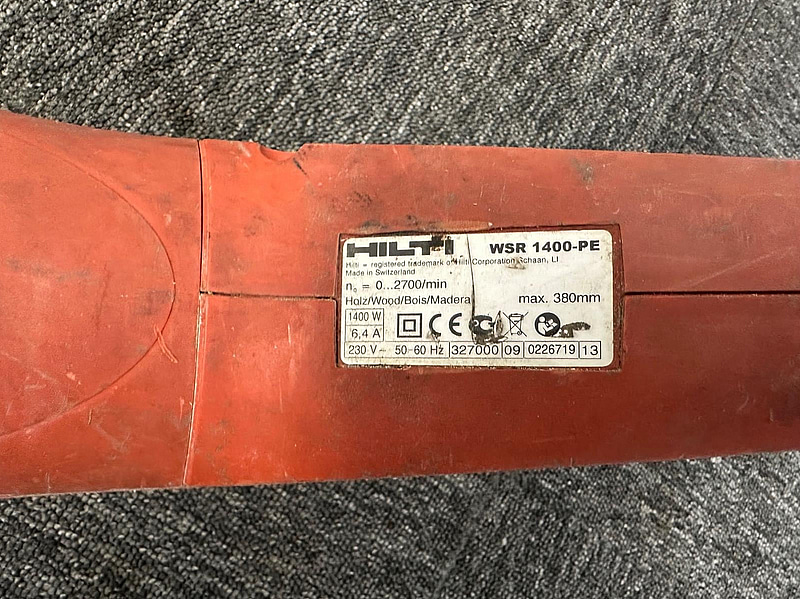 HILTI WSR 1400-PE
Hilti = registered trademark of Hilti Corporation Schaan, LI
Made in Switzerland
n₀ = 0...2700/min
Holz/Wood/Bois/Madera max. 380mm
1400 W
6,4 A CE
230 V~ 50-60 Hz 327000 09 0226719 13